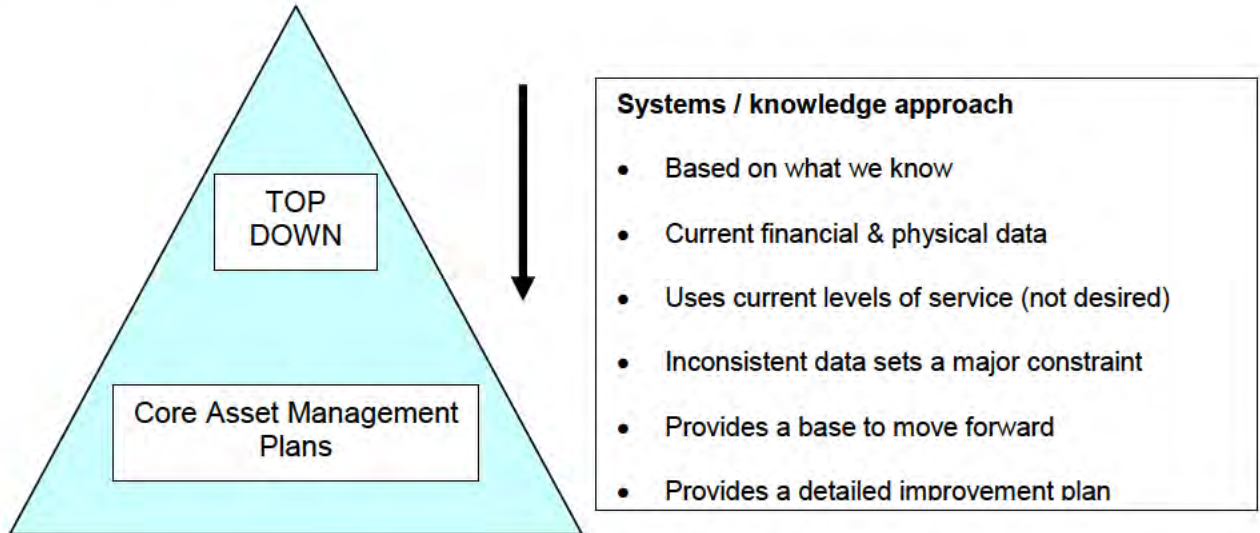 TOP
DOWN
Core Asset Management
Plans
Systems / knowledge approach
• Based on what we know
• Current financial & physical data
• Uses current levels of service (not desired)
• Inconsistent data sets a major constraint
• Provides a base to move forward
• Provides a detailed improvement plan